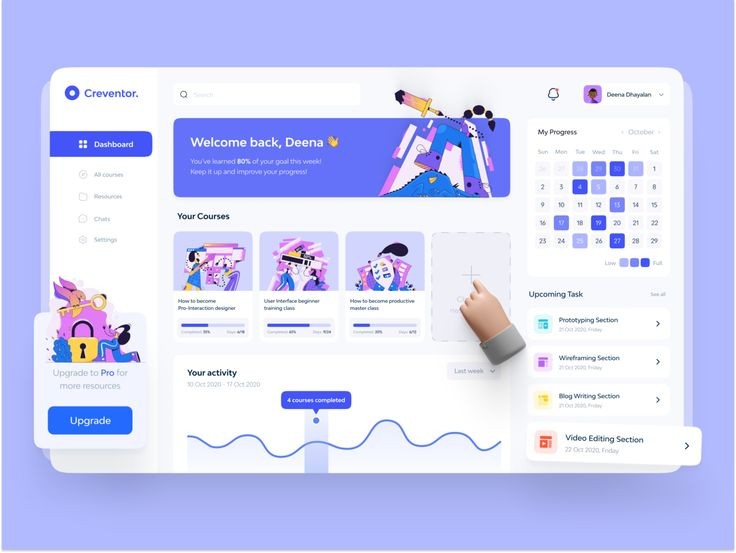 Creventor.
Dashboard
All courses
Resources
Chats
Settings
Upgrade to Pro for
more resources
Upgrade
Search
Welcome back, Deena 👋
You've learned 80% of your goal this week!
Keep it up and improve your progress!
Your Courses
How to become
Pro-Interaction designer
Completed: 35%
Days: 6/18
User Interface beginner
training class
Completed: 65%
Days: 9/24
How to become productive
master class
Completed: 35%
Days: 6/12
Your activity
10 Oct 2020 - 17 Oct 2020
Last week
4 courses completed
Deena Dhayalan
My Progress
< October >
Sun Mon Tue Wed Thu Fri Sat
26 27 28 29 30 31 1
2 3 4 5 6 7 8
9 10 11 12 13 14 15
16 17 18 19 20 21 22
23 24 25 26 27 28 29
Low Full
Upcoming Task
See all
Prototyping Section
21 Oct 2020, Friday
Wireframing Section
21 Oct 2020, Friday
Blog Writing Section
21 Oct 2020, Friday
Video Editing Section
22 Oct 2020, Friday